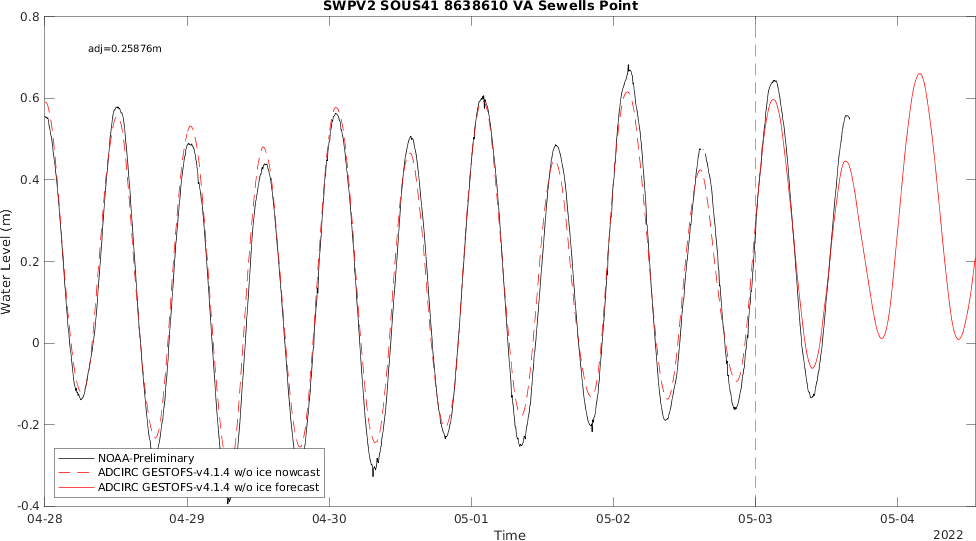 SWPV2 SOUS41 8638610 VA Sewells Point
0.8
adj=0.25876m
0.6
0.4
0.2
0
-0.2
-0.4
Water Level (m)
NOAA-Preliminary
ADCIRC GESTOFS-v4.1.4 w/o ice nowcast
ADCIRC GESTOFS-v4.1.4 w/o ice forecast
04-28 04-29 04-30 05-01 05-02 05-03 05-04
Time
2022